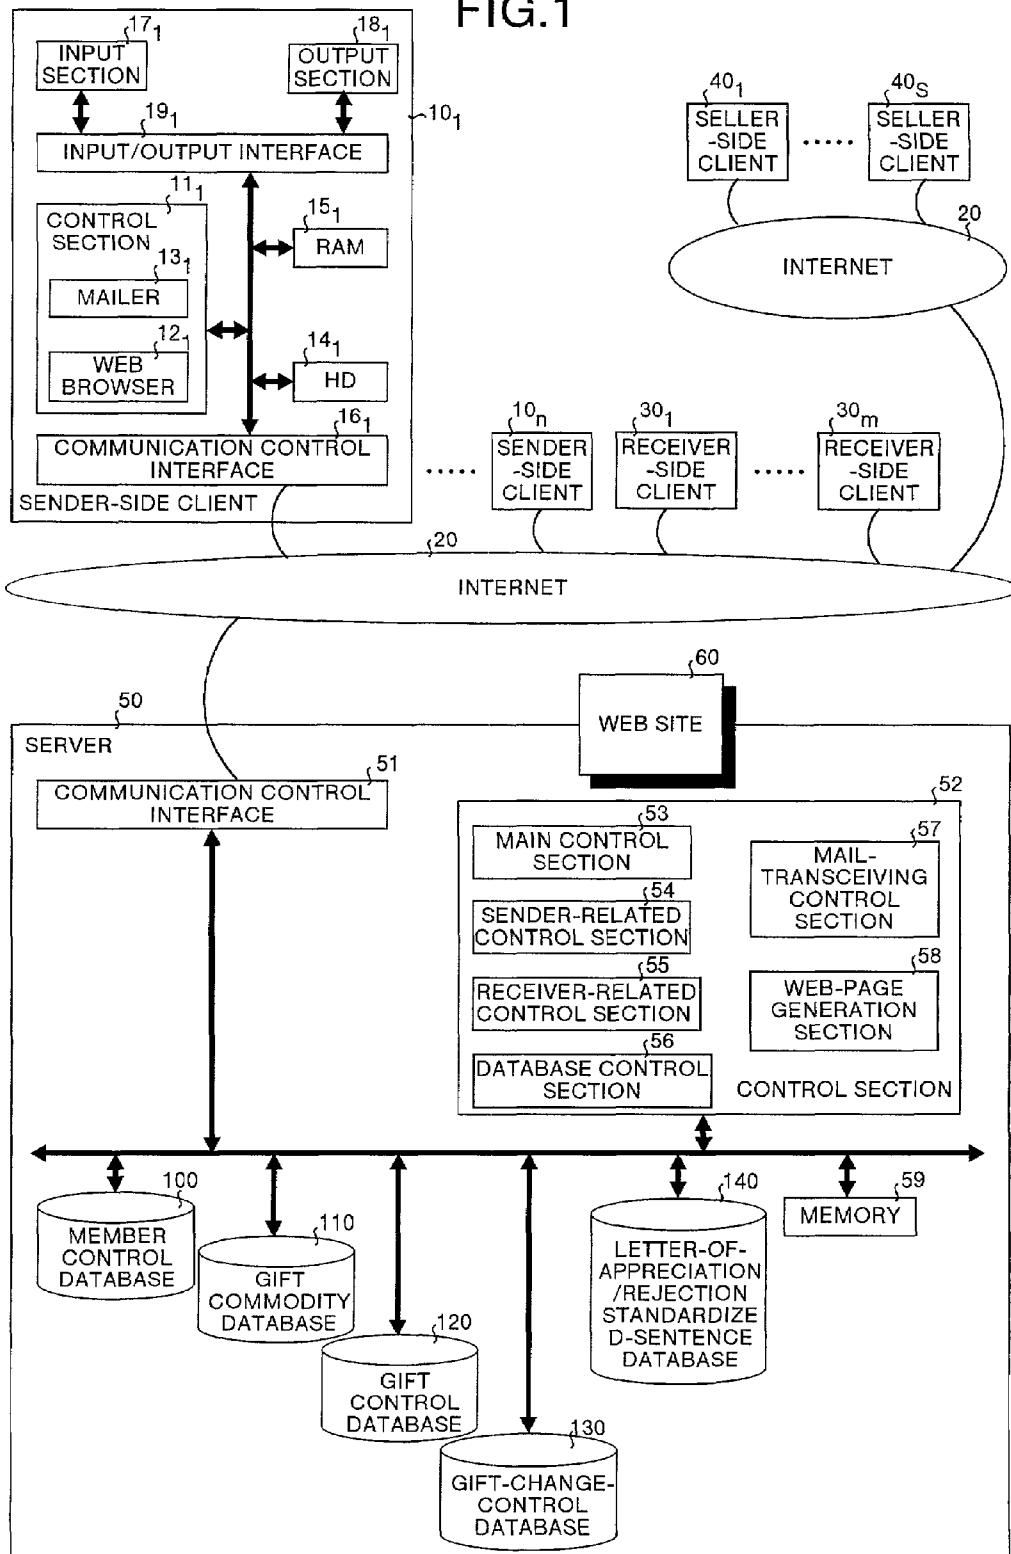 FIG.1
17₁
INPUT
SECTION
18₁
OUTPUT
SECTION
10₁
19₁
INPUT/OUTPUT INTERFACE
11₁
CONTROL
SECTION
13₁
MAILER
12₁
WEB
BROWSER
15₁
RAM
14₁
HD
16₁
COMMUNICATION CONTROL
INTERFACE
SENDER-SIDE CLIENT
40₁
SELLER
-SIDE
CLIENT
.....
40S
SELLER
-SIDE
CLIENT
20
INTERNET
.....
10n
SENDER
-SIDE
CLIENT
30₁
RECEIVER
-SIDE
CLIENT
.....
30m
RECEIVER
-SIDE
CLIENT
20
INTERNET
60
WEB SITE
50
SERVER
51
COMMUNICATION CONTROL
INTERFACE
52
53
MAIN CONTROL
SECTION
54
SENDER-RELATED
CONTROL SECTION
55
RECEIVER-RELATED
CONTROL SECTION
56
DATABASE CONTROL
SECTION
57
MAIL-
TRANSCEIVING
CONTROL
SECTION
58
WEB-PAGE
GENERATION
SECTION
CONTROL SECTION
100
MEMBER
CONTROL
DATABASE
110
GIFT
COMMODITY
DATABASE
120
GIFT
CONTROL
DATABASE
130
GIFT-CHANGE-
CONTROL
DATABASE
140
LETTER-OF-
APPRECIATION
/REJECTION
STANDARDIZE
D-SENTENCE
DATABASE
59
MEMORY